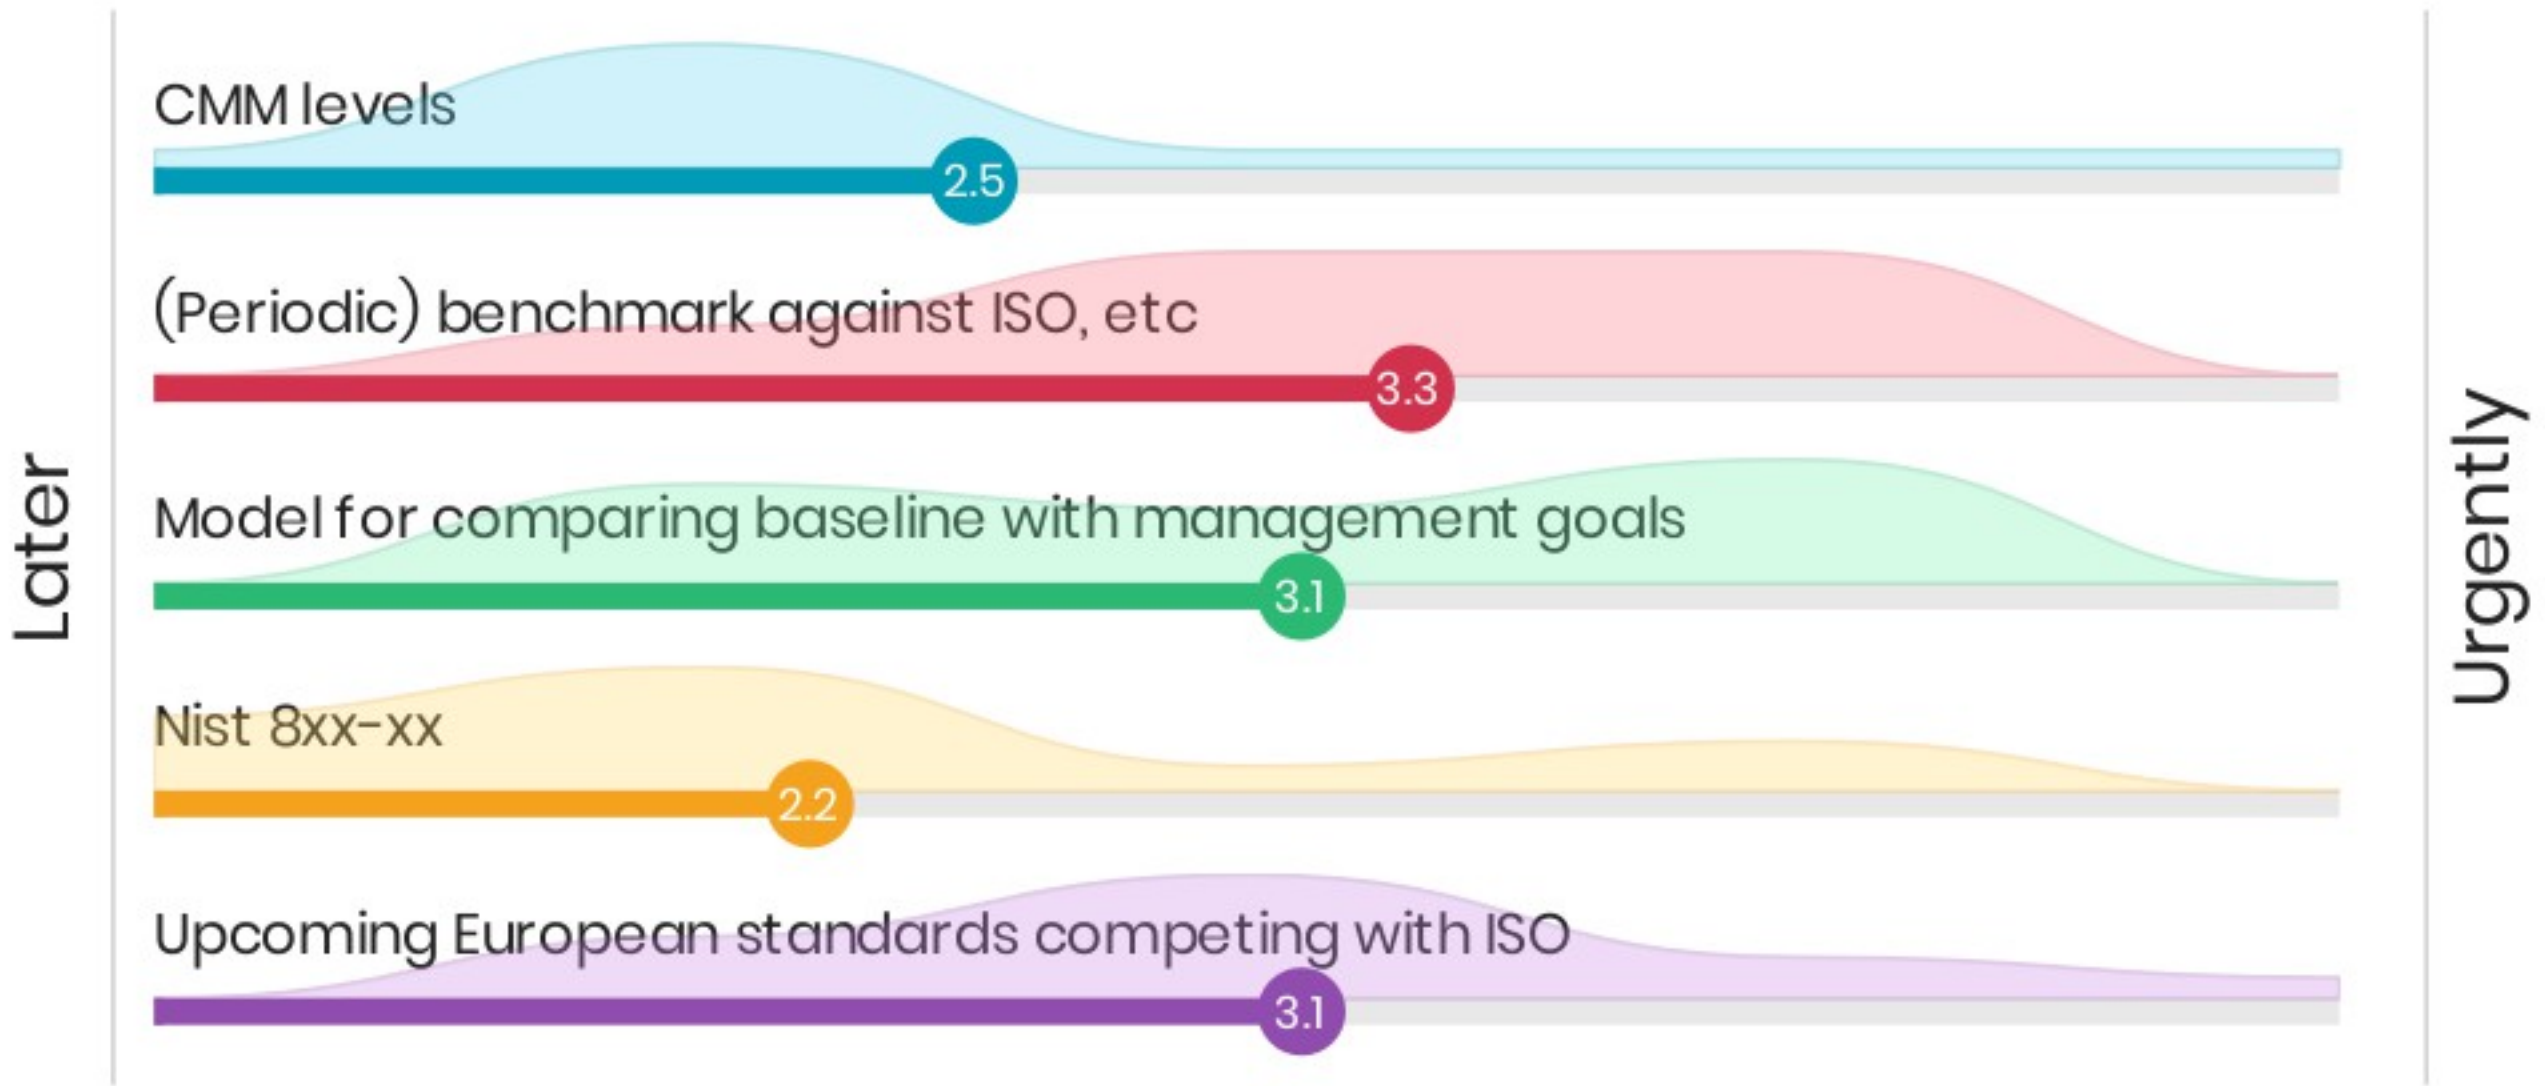 Later
CMM levels
2.5
(Periodic) benchmark against ISO, etc
3.3
Model for comparing baseline with management goals
3.1
Nist 8xx-xx
2.2
Upcoming European standards competing with ISO
3.1
Urgently